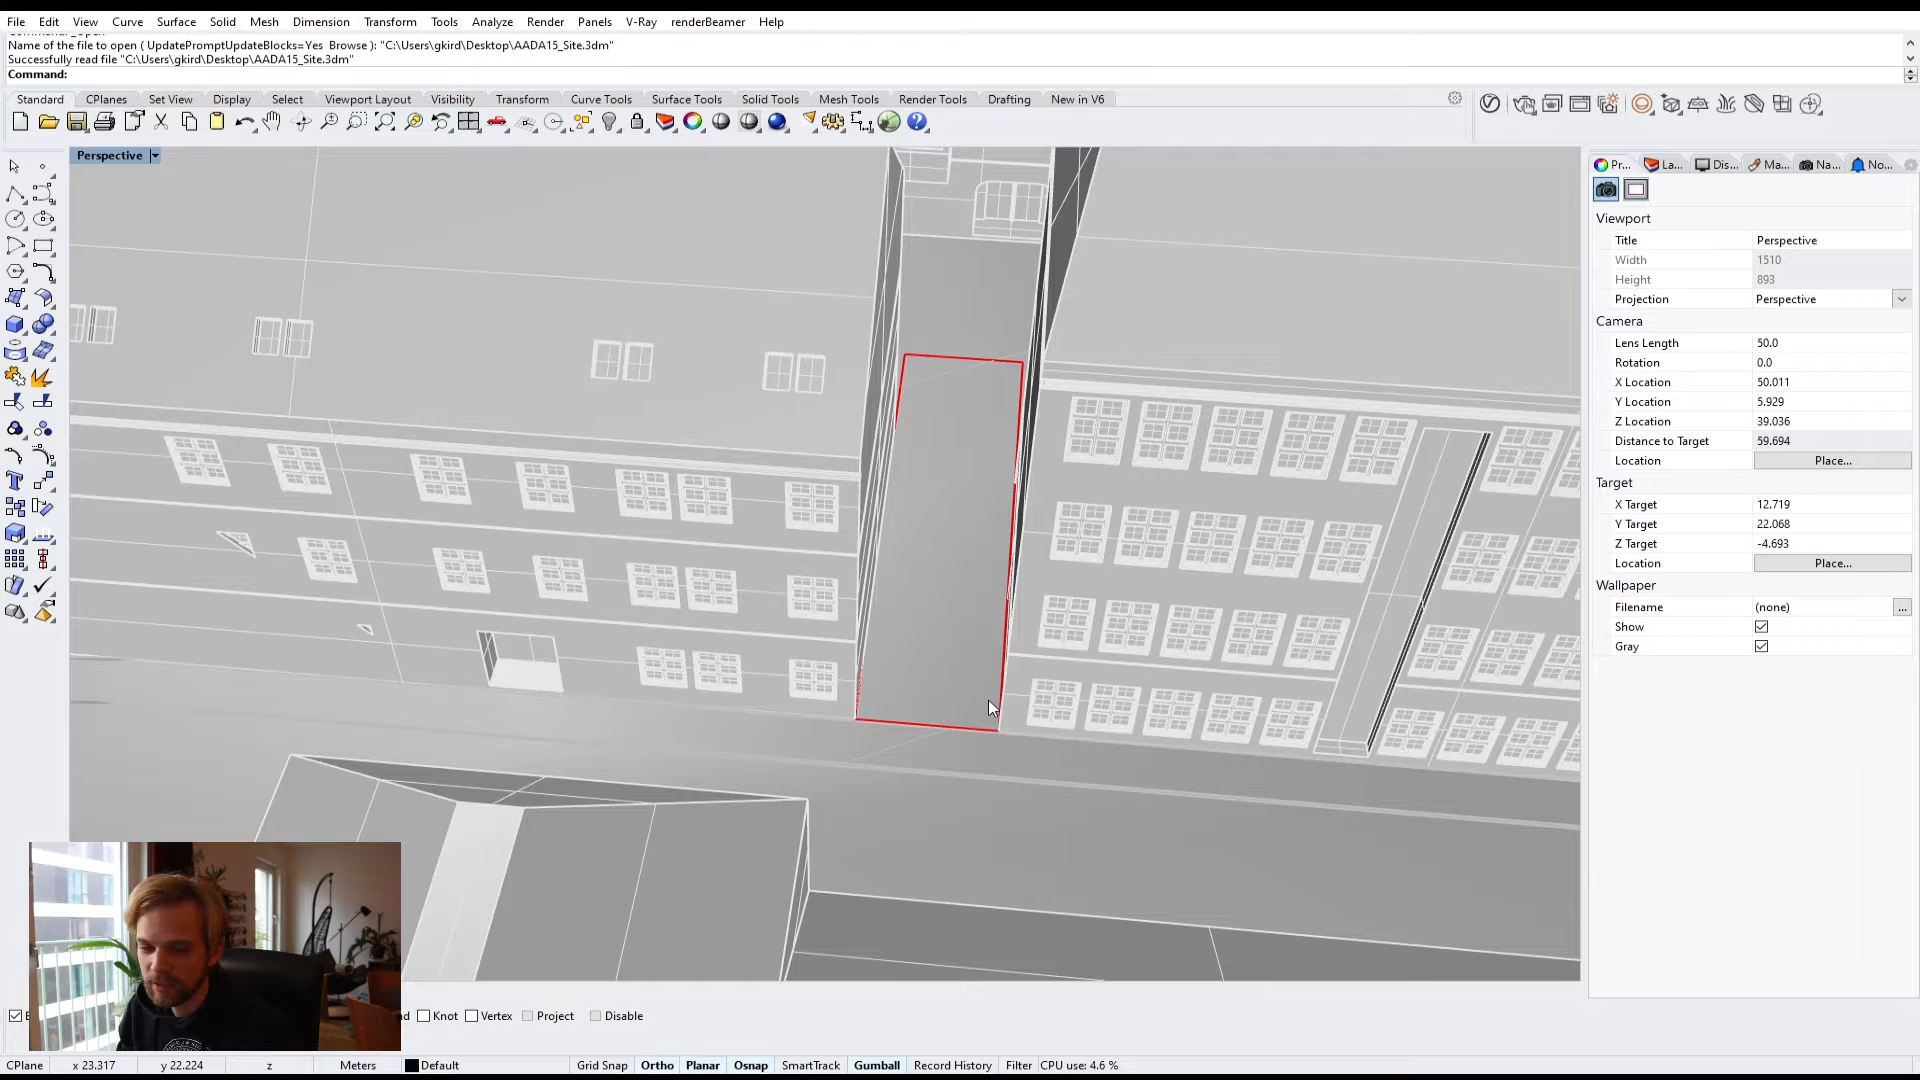 File Edit View Curve Surface Solid Mesh Dimension Transform Tools Analyze Render Panels V-Ray renderBeamer Help
Name of the file to open ( UpdatePromptUpdateBlocks=Yes Browse ): "C:\Users\gkird\Desktop\AADA15_Site.3dm"
Successfully read file "C:\Users\gkird\Desktop\AADA15_Site.3dm"
Command:
Standard CPlanes Set View Display Select Viewport Layout Visibility Transform Curve Tools Surface Tools Solid Tools Mesh Tools Render Tools Drafting New in V6
Perspective
Pr... La... Dis... Ma... Na... No...
Viewport
Title Perspective
Width 1510
Height 893
Projection Perspective
Camera
Lens Length 50.0
Rotation 0.0
X Location 50.011
Y Location 5.929
Z Location 39.036
Distance to Target 59.694
Location Place...
Target
X Target 12.719
Y Target 22.068
Z Target -4.693
Location Place...
Wallpaper
Filename (none) ...
Show
Gray
Knot Vertex Project Disable
CPlane x 23.317 y 22.224 z Meters Default Grid Snap Ortho Planar Osnap SmartTrack Gumball Record History Filter CPU use: 4.6 %